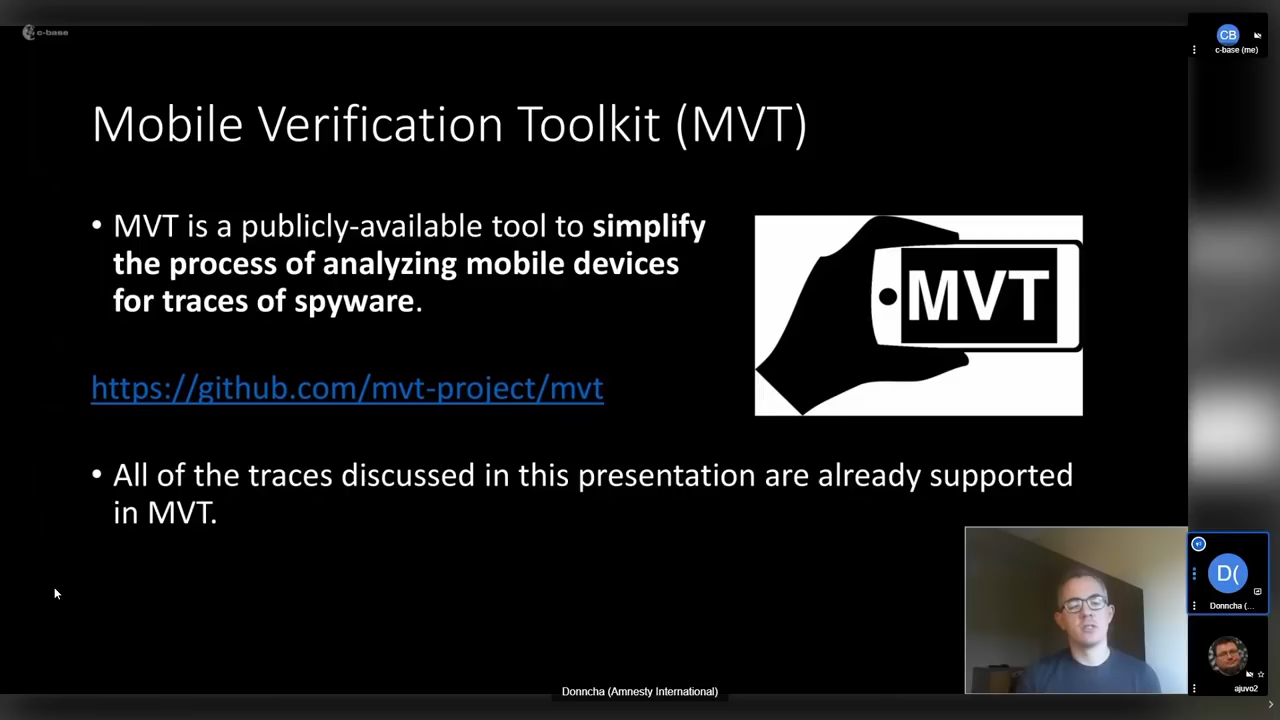 c-base
CB
c-base (me)
Mobile Verification Toolkit (MVT)
• MVT is a publicly-available tool to simplify
the process of analyzing mobile devices
for traces of spyware.
MVT
https://github.com/mvt-project/mvt
• All of the traces discussed in this presentation are already supported
in MVT.
D(
Donncha (...
ajuvo2
Donncha (Amnesty International)